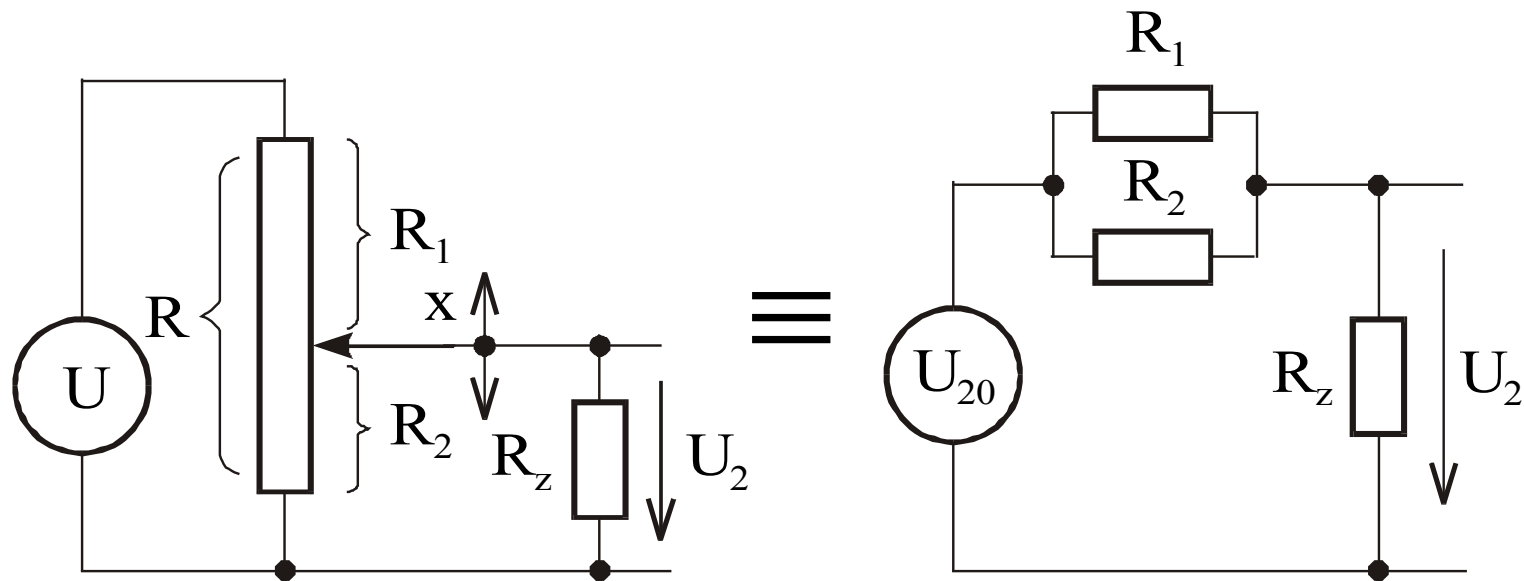 R
U
R₁
R₂
x
R_z
U₂
≡
R₁
R₂
U₂₀
R_z
U₂